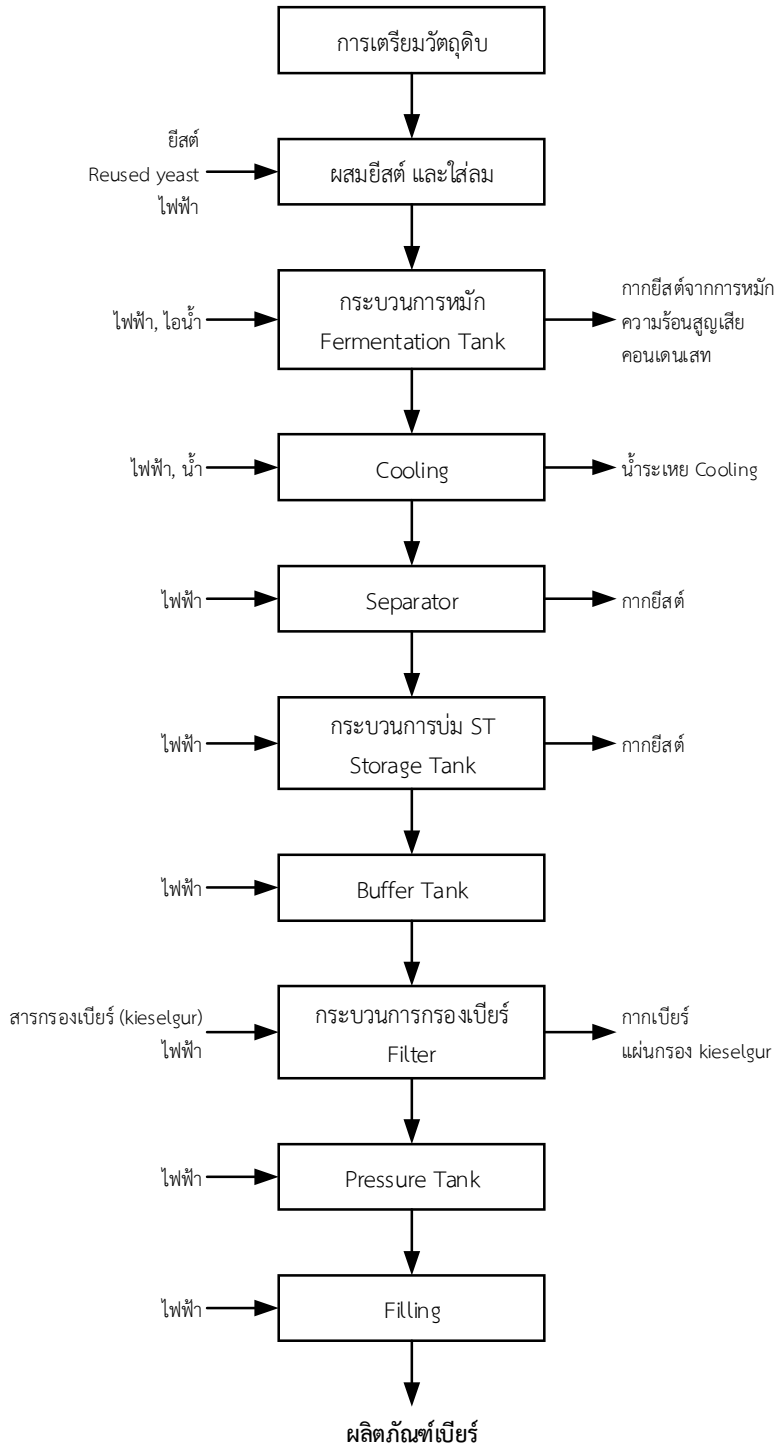 การเตรียมวัตถุดิบ
ยีสต์
Reused yeast
ไฟฟ้า
ผสมยีสต์ และใส่ลม
ไฟฟ้า, ไอน้ำ
กระบวนการหมัก
Fermentation Tank
กากยีสต์จากการหมัก
ความร้อนสูญเสีย
คอนเดนเสท
ไฟฟ้า, น้ำ
Cooling
น้ำระเหย Cooling
ไฟฟ้า
Separator
กากยีสต์
ไฟฟ้า
กระบวนการบ่ม ST
Storage Tank
กากยีสต์
ไฟฟ้า
Buffer Tank
สารกรองเบียร์ (kieselgur)
ไฟฟ้า
กระบวนการกรองเบียร์
Filter
กากเบียร์
แผ่นกรอง kieselgur
ไฟฟ้า
Pressure Tank
ไฟฟ้า
Filling
ผลิตภัณฑ์เบียร์